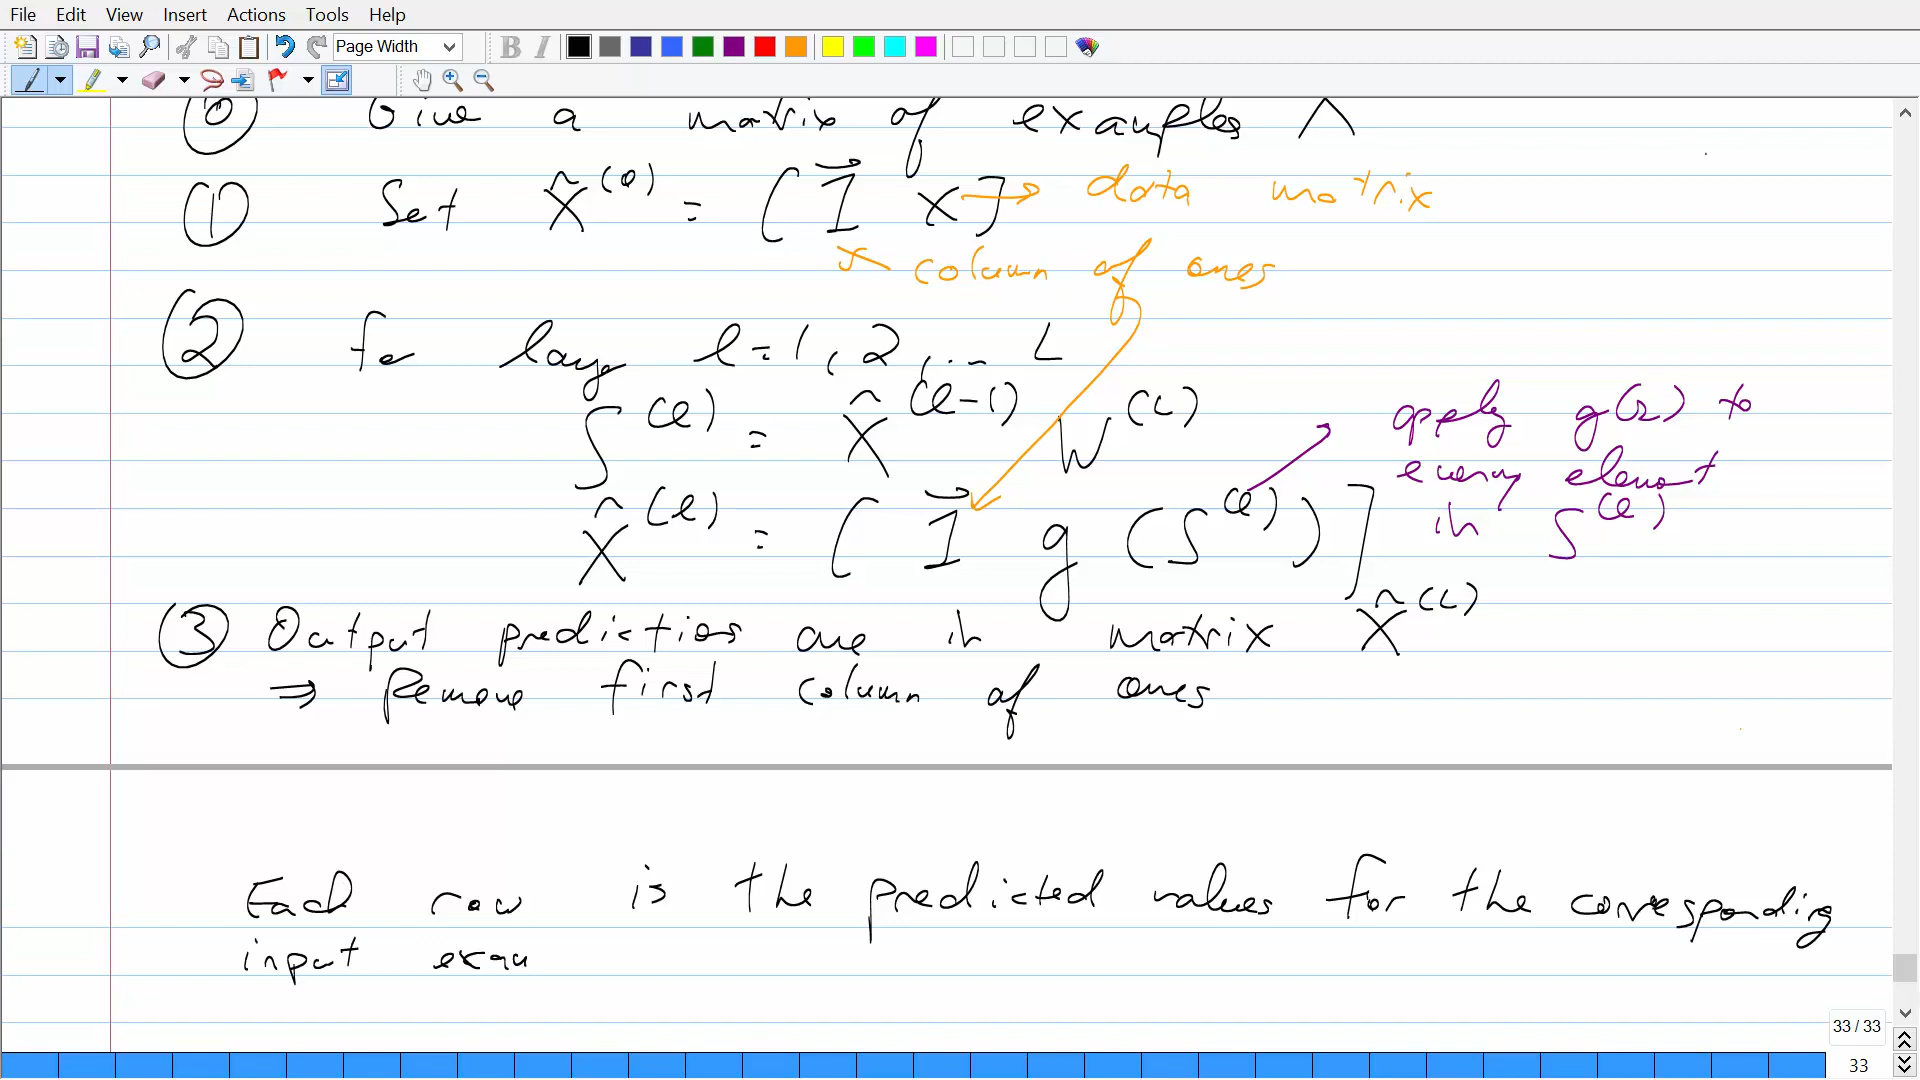 File Edit View Insert Actions Tools Help
Page Width B I
⓪ Give a matrix of examples
① Set X̂^(0) = [ 1⃗ X ] → data matrix
column of ones
② for layer l = 1, 2, ... L
S^(l) = X̂^(l-1) W^(L)
apply g(s) to
every element
in S^(l)
X̂^(l) = [ 1⃗ g (S^(l)) ]
③ Output predictions are in matrix X̂^(L)
⇒ Remove first column of ones
Each row is the predicted values for the corresponding
input exam
33 / 33
33